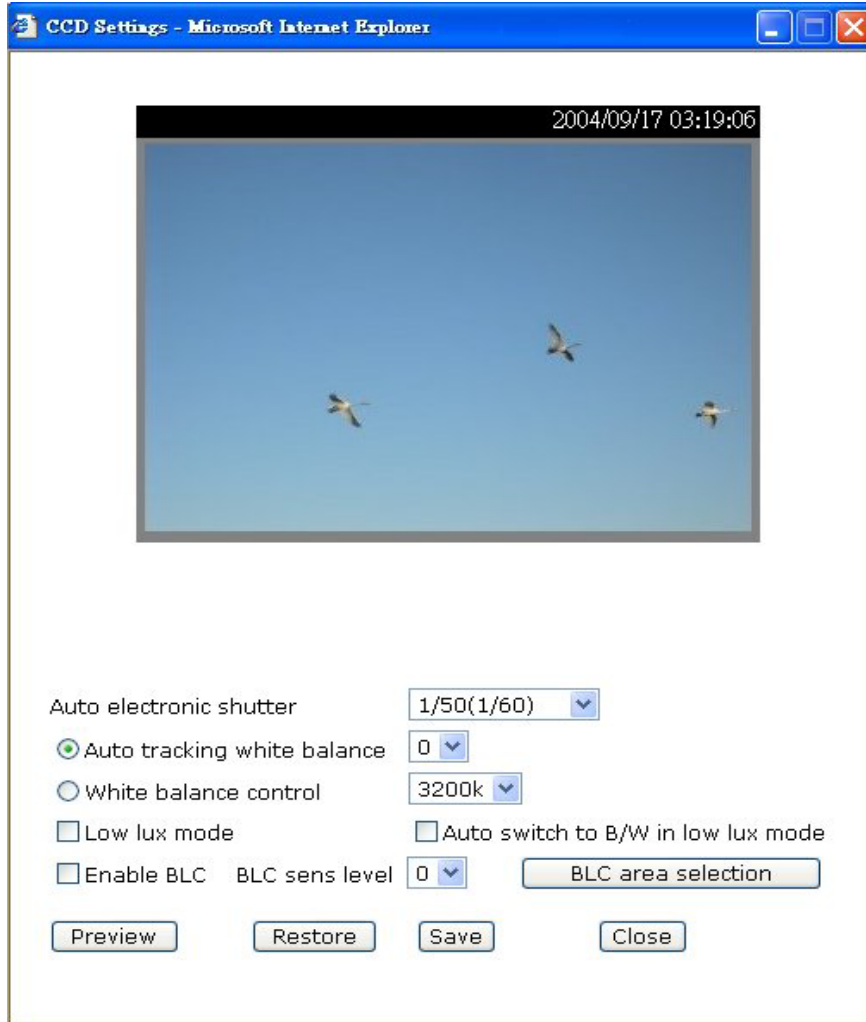 CCD Settings - Microsoft Internet Explorer
2004/09/17 03:19:06
Auto electronic shutter 1/50(1/60)
Auto tracking white balance 0
White balance control 3200k
Low lux mode Auto switch to B/W in low lux mode
Enable BLC BLC sens level 0 BLC area selection
Preview Restore Save Close